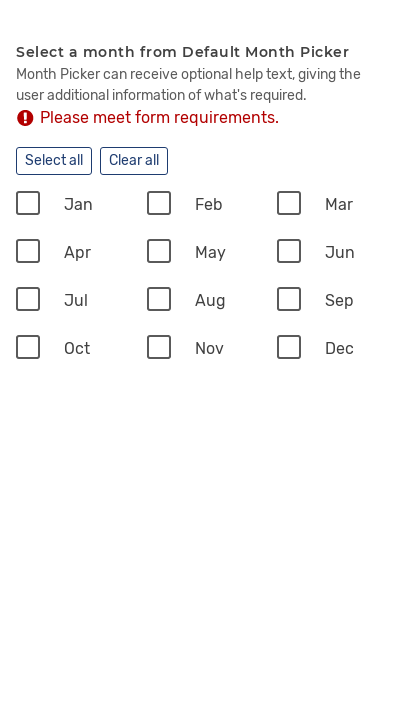 Select a month from Default Month Picker
Month Picker can receive optional help text, giving the
user additional information of what's required.
Please meet form requirements.
Select all Clear all
Jan Feb Mar
Apr May Jun
Jul Aug Sep
Oct Nov Dec